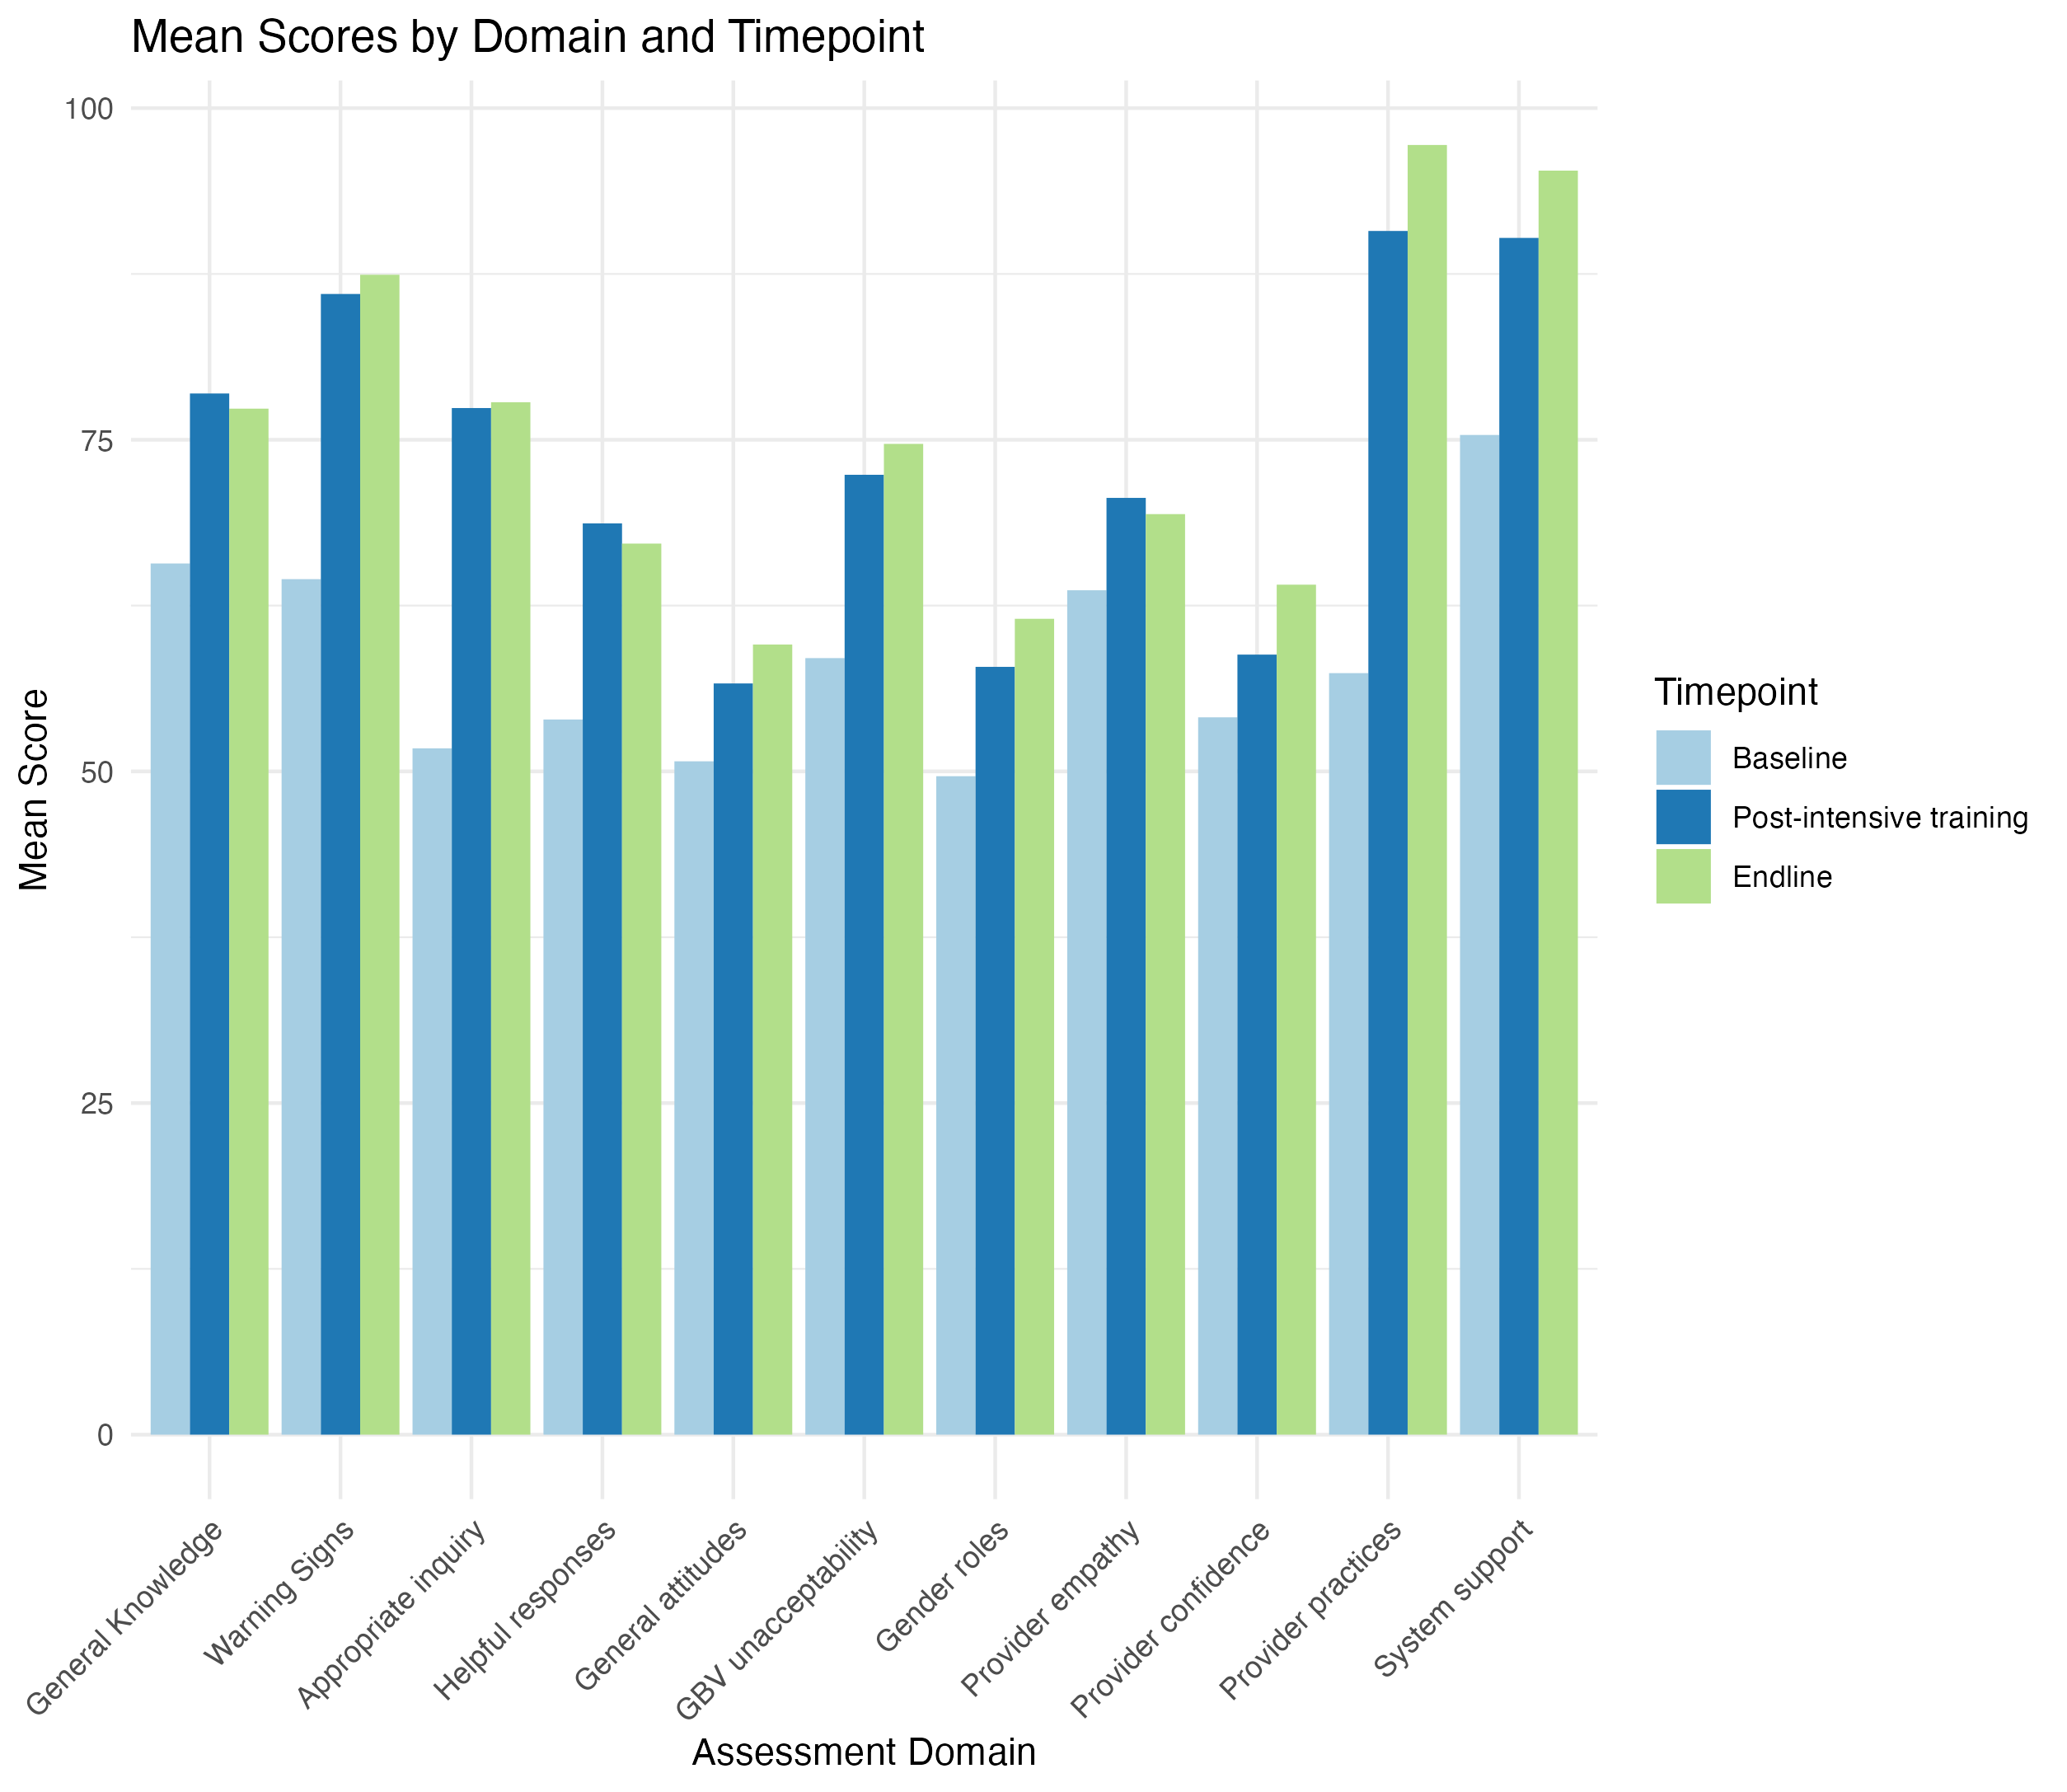 Mean Scores by Domain and Timepoint
100
75
50
25
0
Mean Score
General Knowledge
Warning Signs
Appropriate inquiry
Helpful responses
General attitudes
GBV unacceptability
Gender roles
Provider empathy
Provider confidence
Provider practices
System support
Assessment Domain
Timepoint
Baseline
Post-intensive training
Endline